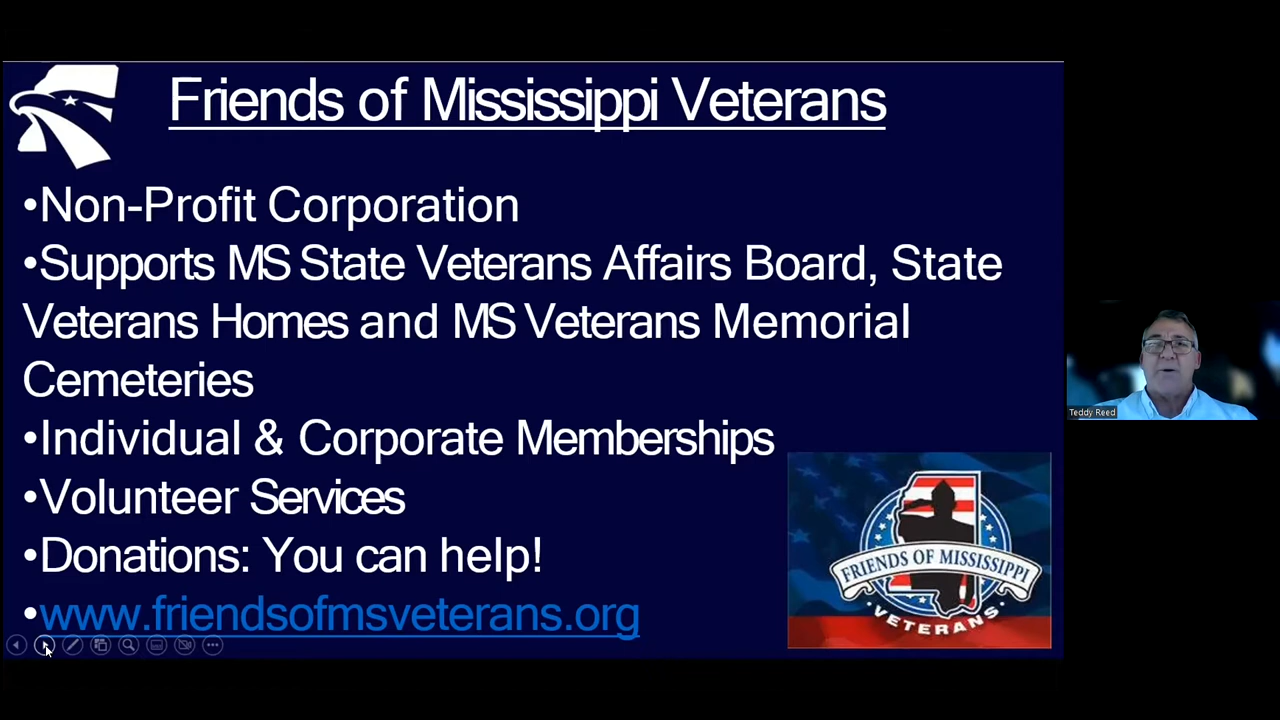 Friends of Mississippi Veterans
•Non-Profit Corporation
•Supports MS State Veterans Affairs Board, State
Veterans Homes and MS Veterans Memorial
Cemeteries
•Individual & Corporate Memberships
•Volunteer Services
•Donations: You can help!
•www.friendsofmsveterans.org
FRIENDS OF MISSISSIPPI
• VETERANS •
Teddy Reed